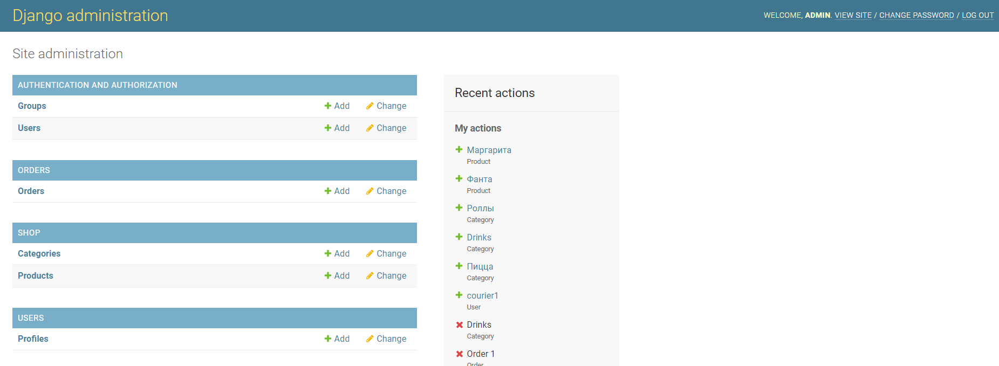 Django administration
WELCOME, ADMIN. VIEW SITE / CHANGE PASSWORD / LOG OUT
Site administration
AUTHENTICATION AND AUTHORIZATION
Groups Add Change
Users Add Change
ORDERS
Orders Add Change
SHOP
Categories Add Change
Products Add Change
USERS
Profiles Add Change
Recent actions
My actions
Маргарита
Product
Фанта
Product
Роллы
Category
Drinks
Category
Пицца
Category
courier1
User
Drinks
Category
Order 1
Order